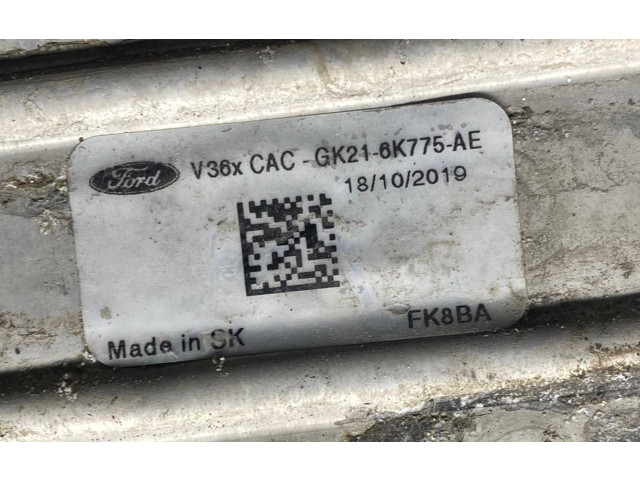 Ford V36x CAC - GK21-6K775-AE
18/10/2019
Made in SK FK8BA